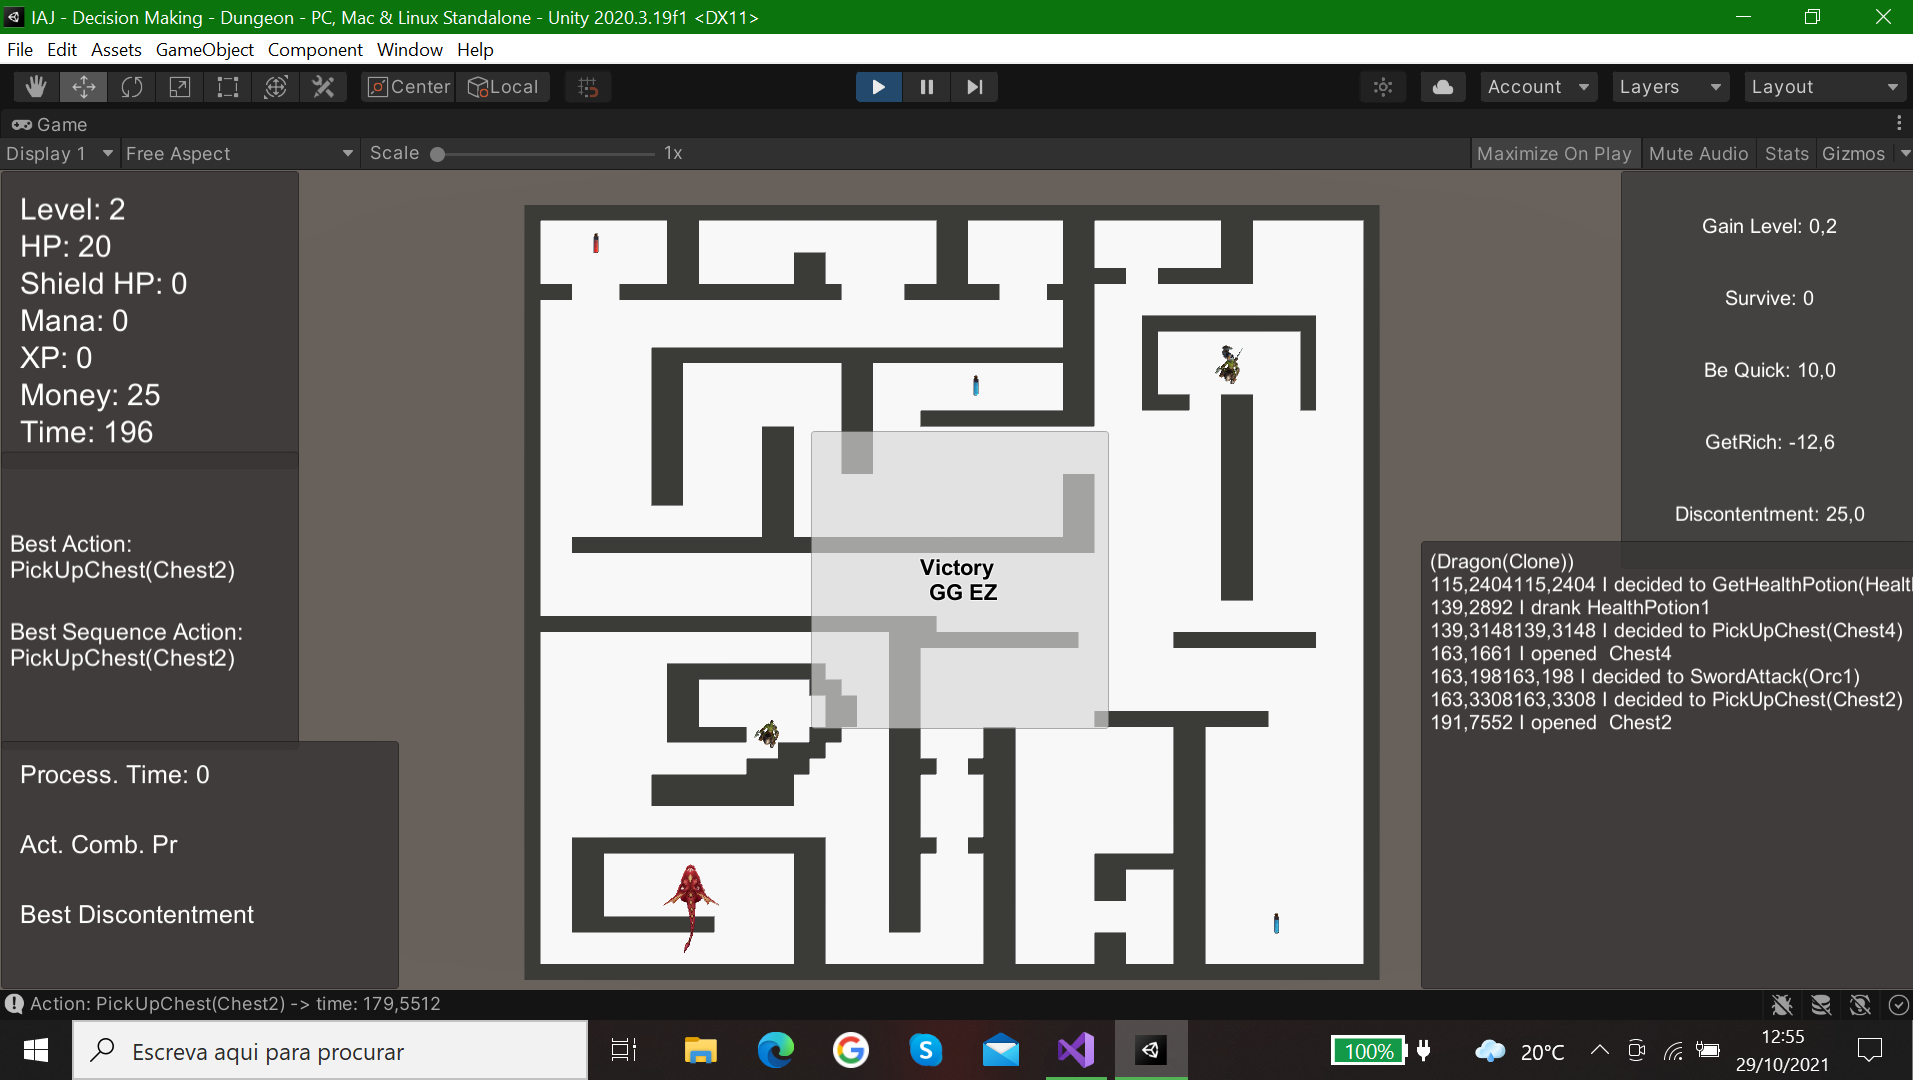 IAJ - Decision Making - Dungeon - PC, Mac & Linux Standalone - Unity 2020.3.19f1 <DX11>
File Edit Assets GameObject Component Window Help
Center Local Account Layers Layout
Game
Display 1 Free Aspect Scale 1x Maximize On Play Mute Audio Stats Gizmos
Level: 2
HP: 20
Shield HP: 0
Mana: 0
XP: 0
Money: 25
Time: 196
Best Action:
PickUpChest(Chest2)
Best Sequence Action:
PickUpChest(Chest2)
Process. Time: 0
Act. Comb. Pr
Best Discontentment
Victory
GG EZ
Gain Level: 0,2
Survive: 0
Be Quick: 10,0
GetRich: -12,6
Discontentment: 25,0
(Dragon(Clone))
115,2404115,2404 I decided to GetHealthPotion(Healt
139,2892 I drank HealthPotion1
139,3148139,3148 I decided to PickUpChest(Chest4)
163,1661 I opened Chest4
163,198163,198 I decided to SwordAttack(Orc1)
163,3308163,3308 I decided to PickUpChest(Chest2)
191,7552 I opened Chest2
Action: PickUpChest(Chest2) -> time: 179,5512
Escreva aqui para procurar
100%
20°C
12:55
29/10/2021